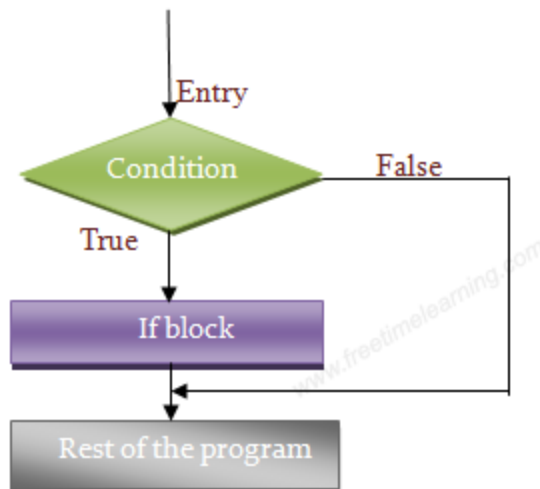 Entry
Condition
False
True
If block
www.freetimelearning.com
Rest of the program